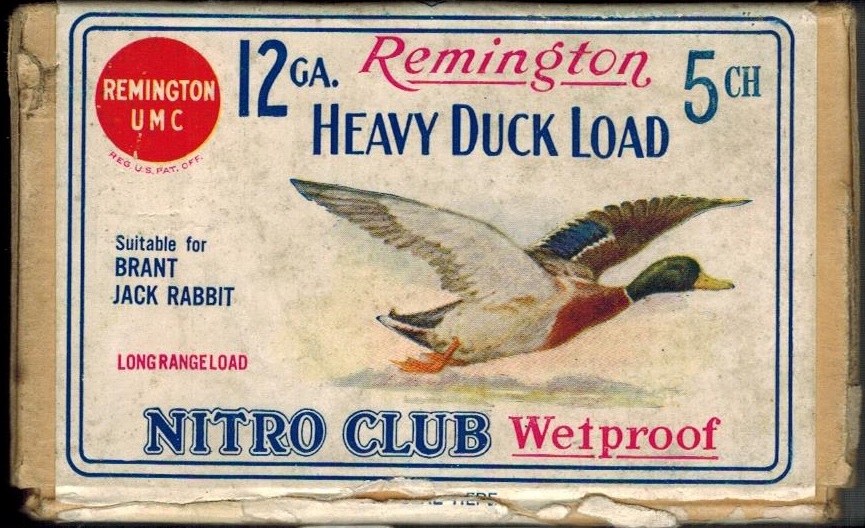 REMINGTON
UMC
REG. U.S. PAT. OFF.
12 GA. Remington 5 CH
HEAVY DUCK LOAD
Suitable for
BRANT
JACK RABBIT
LONG RANGE LOAD
NITRO CLUB Wetproof
HERE